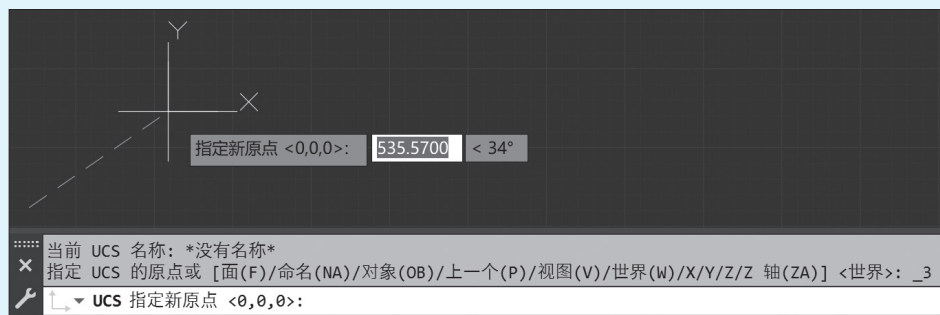 Y
X
指定新原点 <0,0,0>: 535.5700 < 34°
当前 UCS 名称: *没有名称*
指定 UCS 的原点或 [面(F)/命名(NA)/对象(OB)/上一个(P)/视图(V)/世界(W)/X/Y/Z/Z 轴(ZA)] <世界>: _3
UCS 指定新原点 <0,0,0>: